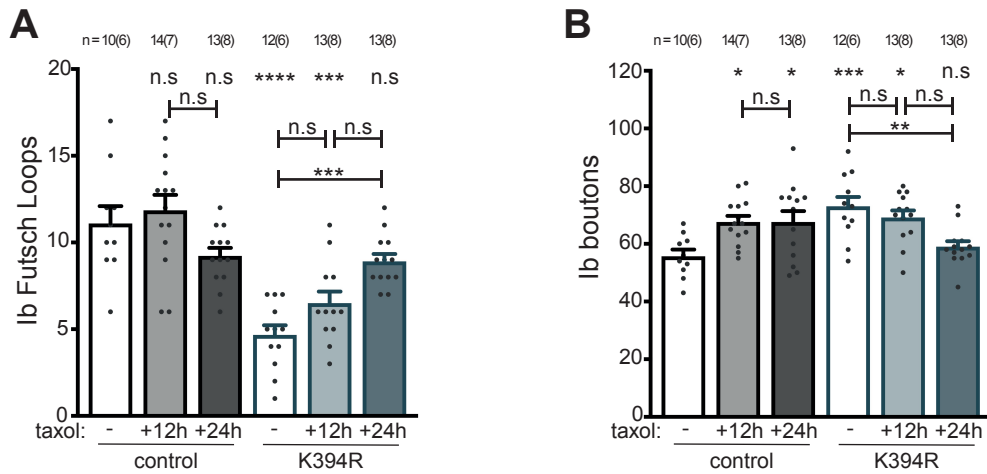 A
n = 10(6) 14(7) 13(8) 12(6) 13(8) 13(8)
n.s n.s **** *** n.s
n.s
n.s n.s
***
Ib Futsch Loops
20
15
10
5
0
taxol: - +12h +24h - +12h +24h
control K394R
B
n = 10(6) 14(7) 13(8) 12(6) 13(8) 13(8)
* * *** * n.s
n.s n.s n.s
**
Ib boutons
120
100
80
60
40
20
0
taxol: - +12h +24h - +12h +24h
control K394R